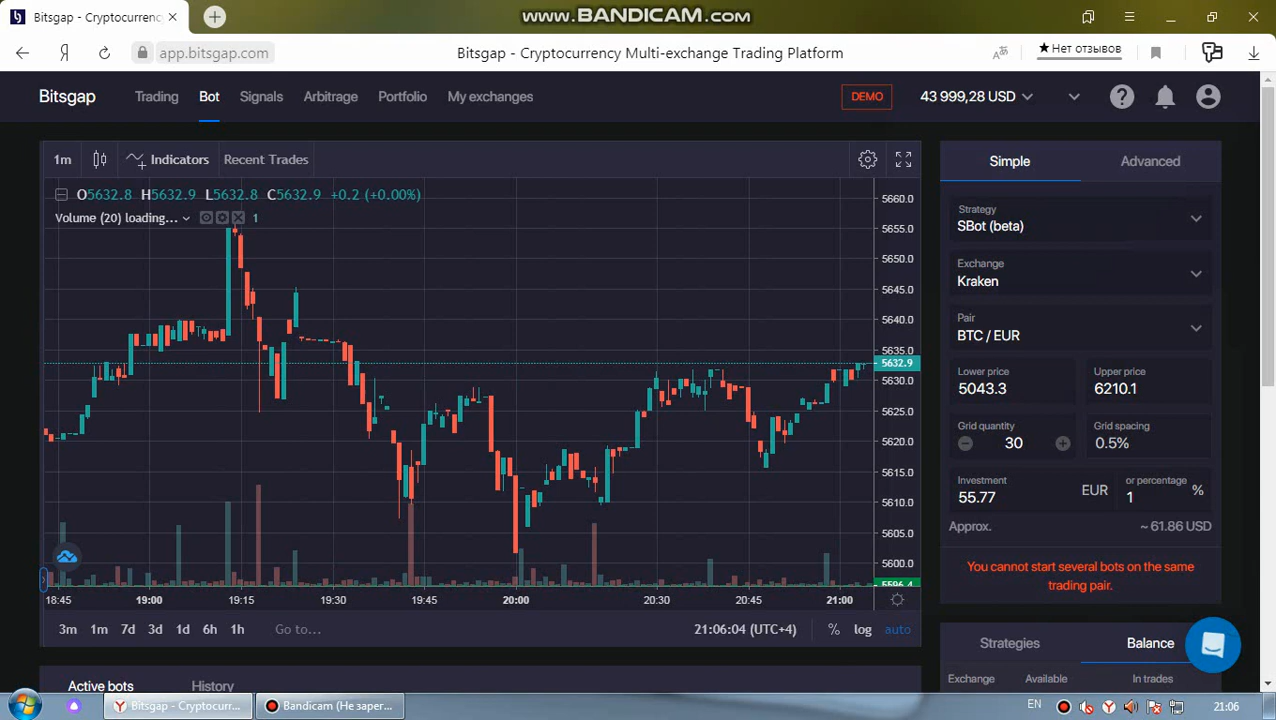 Bitsgap - Cryptocurrency
www.BANDICAM.com
app.bitsgap.com
Bitsgap - Cryptocurrency Multi-exchange Trading Platform
★Нет отзывов
Bitsgap
Trading
Bot
Signals
Arbitrage
Portfolio
My exchanges
DEMO
43 999,28 USD
1m
Indicators
Recent Trades
O5632.8 H5632.9 L5632.8 C5632.9 +0.2 (+0.00%)
Volume (20) loading...
1
5660.0
5655.0
5650.0
5645.0
5640.0
5635.0
5632.9
5630.0
5625.0
5620.0
5615.0
5610.0
5605.0
5600.0
5596.4
18:45
19:00
19:15
19:30
19:45
20:00
20:30
20:45
21:00
3m
1m
7d
3d
1d
6h
1h
Go to...
21:06:04 (UTC+4)
%
log
auto
Active bots
History
Simple
Advanced
Strategy
SBot (beta)
Exchange
Kraken
Pair
BTC / EUR
Lower price
5043.3
Upper price
6210.1
Grid quantity
30
Grid spacing
0.5%
Investment
55.77
EUR
or percentage
1
%
Approx.
~ 61.86 USD
You cannot start several bots on the same
trading pair.
Strategies
Balance
Exchange
Available
In trades
Bitsgap - Cryptocurr...
Bandicam (Не зарег...
EN
21:06